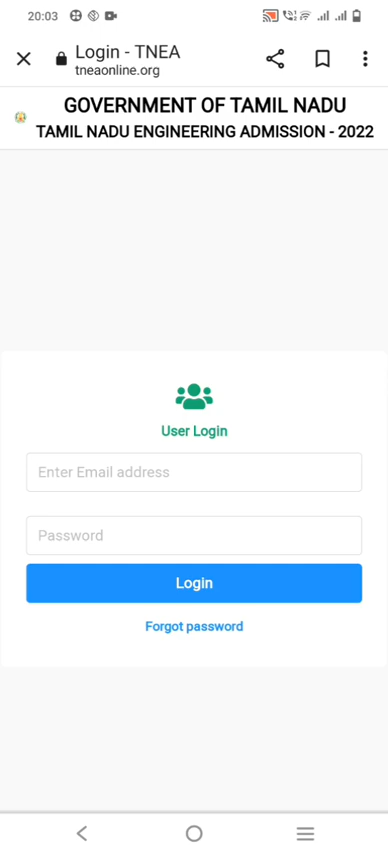 20:03
Login - TNEA
tneaonline.org
GOVERNMENT OF TAMIL NADU
TAMIL NADU ENGINEERING ADMISSION - 2022
User Login
Enter Email address
Password
Login
Forgot password